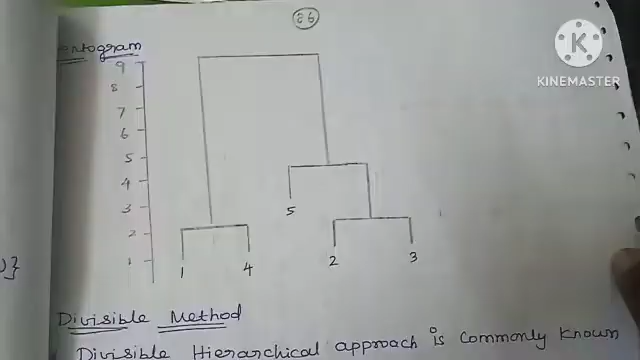 26
K
KINEMASTER
ntogram
9
8
7
6
5
4
3
2
1
5
1 4 2 3
)}
Divisible Method
Divisible Hierarchical approach is commonly known